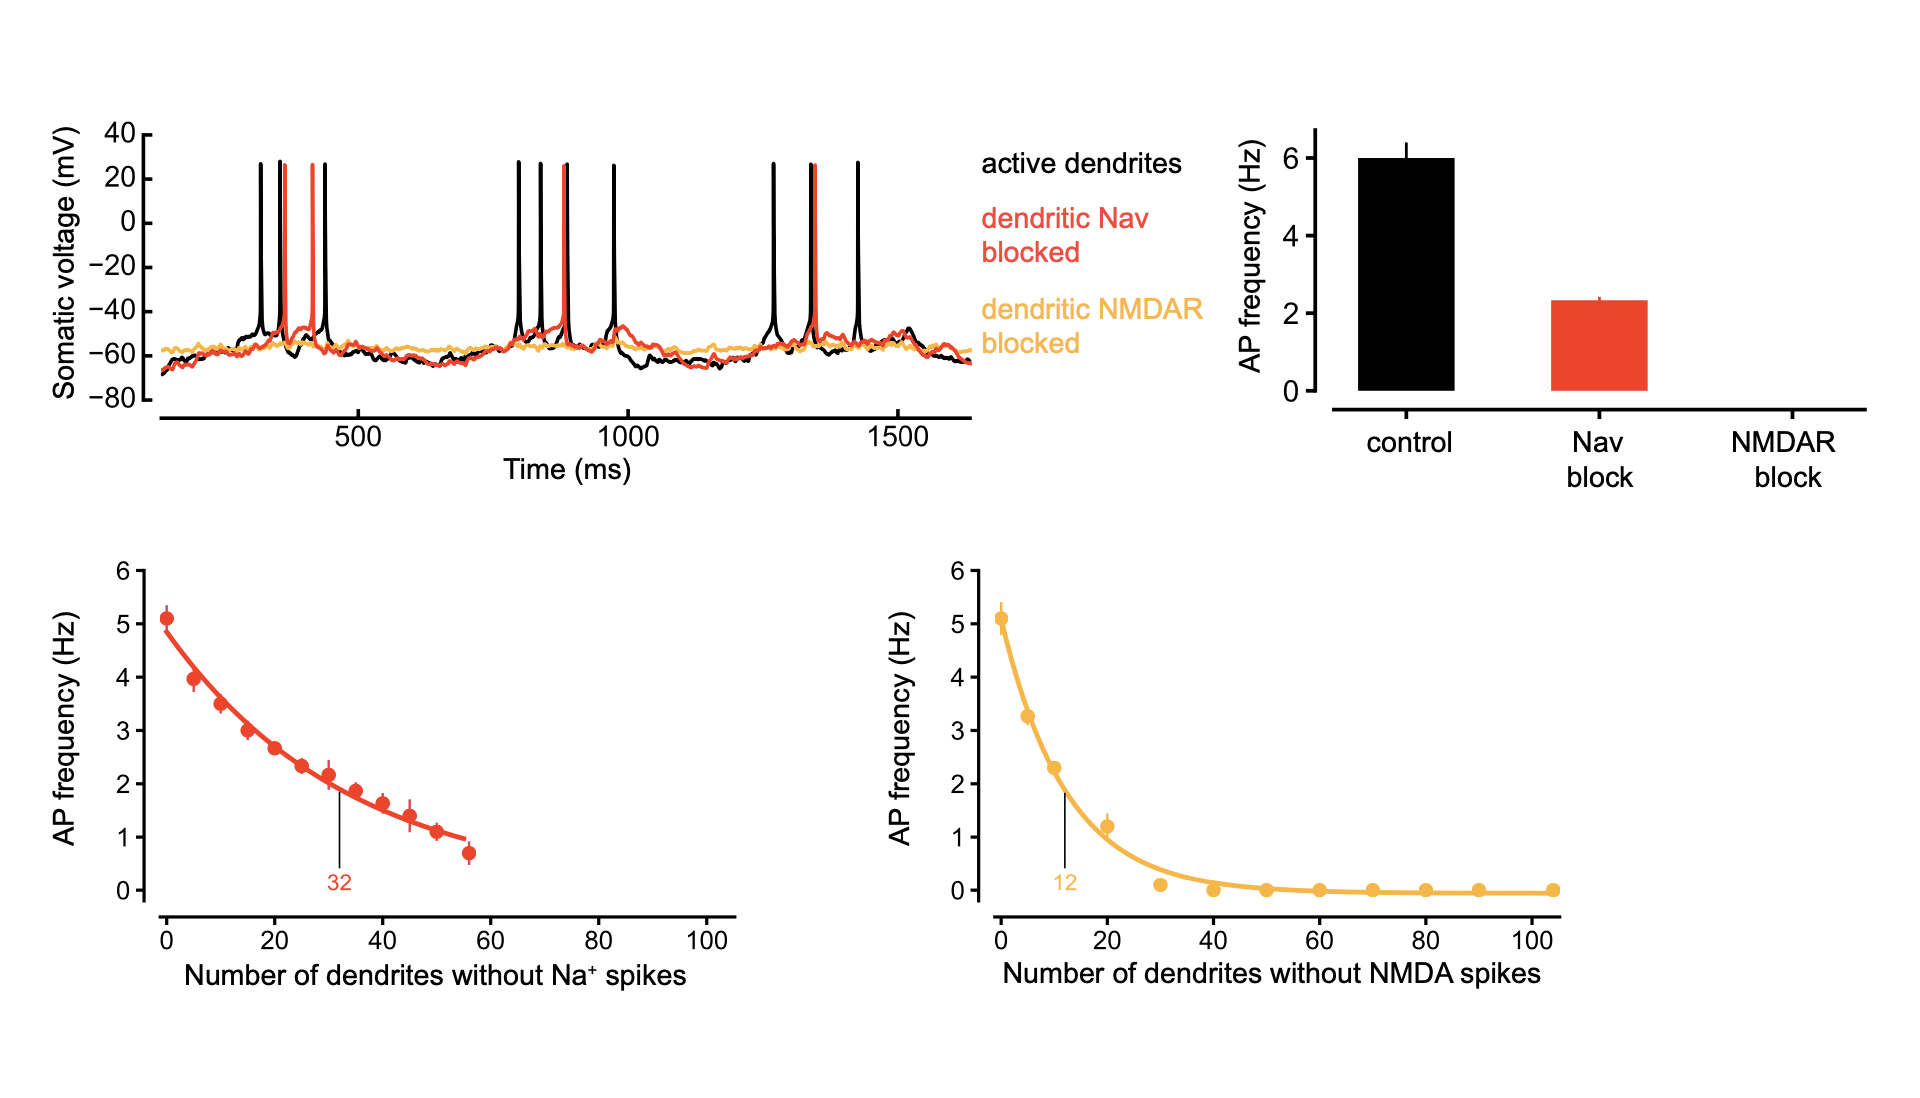 40
20
0
−20
−40
−60
−80
Somatic voltage (mV)
500
1000
1500
Time (ms)
active dendrites
dendritic Nav
blocked
dendritic NMDAR
blocked
6
4
2
0
AP frequency (Hz)
control
Nav
block
NMDAR
block
6
5
4
3
2
1
0
AP frequency (Hz)
32
0
20
40
60
80
100
Number of dendrites without Na⁺ spikes
6
5
4
3
2
1
0
AP frequency (Hz)
12
0
20
40
60
80
100
Number of dendrites without NMDA spikes